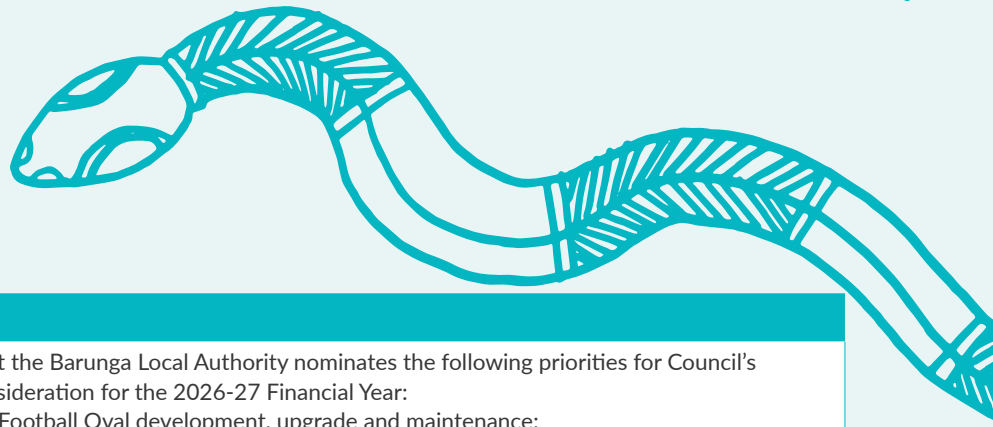 t the Barunga Local Authority nominates the following priorities for Council's
sideration for the 2026-27 Financial Year:
Football Oval development, upgrade and maintenance;